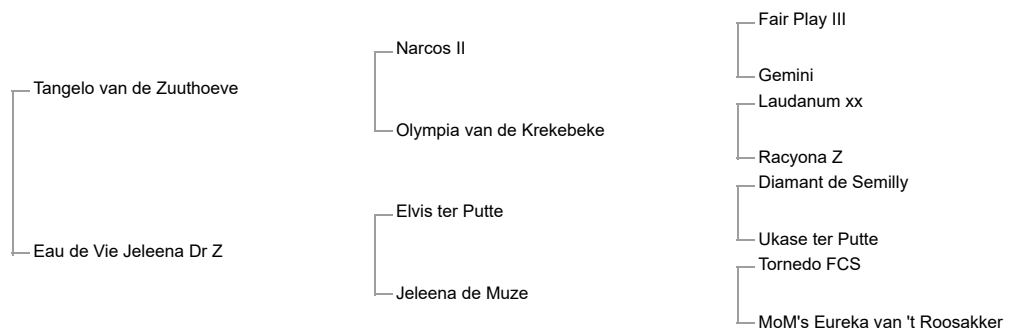 Fair Play III
Narcos II
Gemini
Tangelo van de Zuuthoeve
Laudanum xx
Olympia van de Krekebeke
Racyona Z
Diamant de Semilly
Elvis ter Putte
Ukase ter Putte
Eau de Vie Jeleena Dr Z
Tornedo FCS
Jeleena de Muze
MoM's Eureka van 't Roosakker